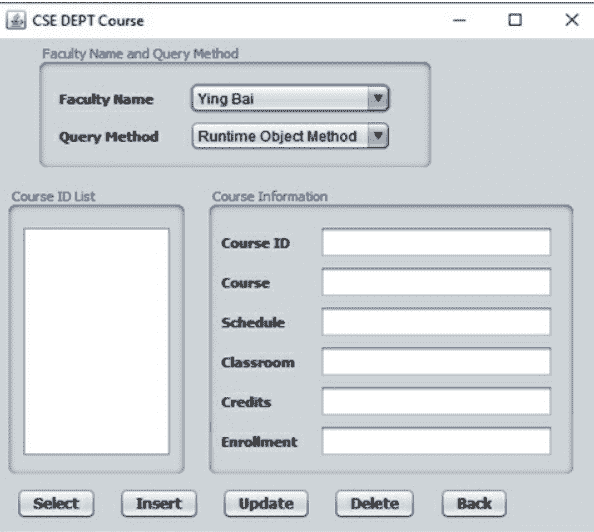 CSE DEPT Course
Faculty Name and Query Method
Faculty Name Ying Bai
Query Method Runtime Object Method
Course ID List
Course Information
Course ID
Course
Schedule
Classroom
Credits
Enrollment
Select Insert Update Delete Back